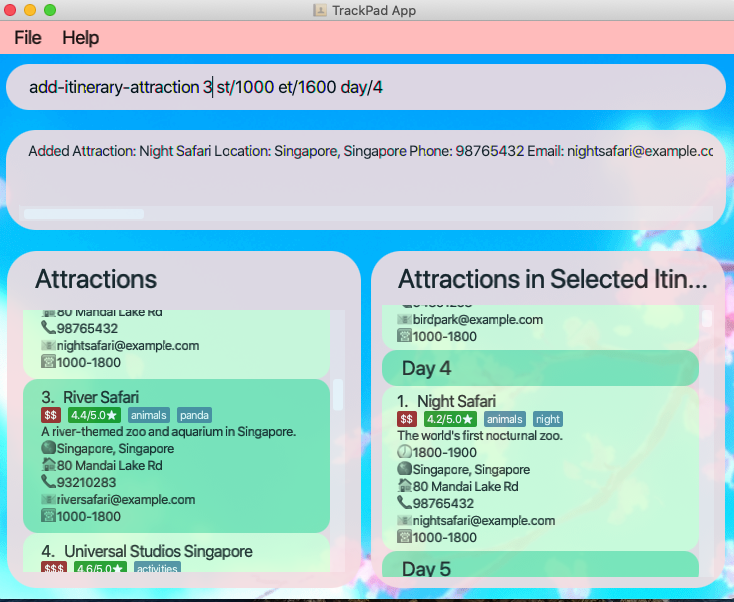 TrackPad App
File Help
add-itinerary-attraction 3 st/1000 et/1600 day/4
Added Attraction: Night Safari Location: Singapore, Singapore Phone: 98765432 Email: nightsafari@example.cc
Attractions
80 Mandai Lake Rd
98765432
nightsafari@example.com
1000-1800
3. River Safari
$$ 4.4/5.0★ animals panda
A river-themed zoo and aquarium in Singapore.
Singapore, Singapore
80 Mandai Lake Rd
93210283
riversafari@example.com
1000-1800
4. Universal Studios Singapore
$$$ 4.6/5.0★ activities
Attractions in Selected Itin...
birdpark@example.com
1000-1800
Day 4
1. Night Safari
$$ 4.2/5.0★ animals night
The world's first nocturnal zoo.
1800-1900
Singapore, Singapore
80 Mandai Lake Rd
98765432
nightsafari@example.com
1000-1800
Day 5